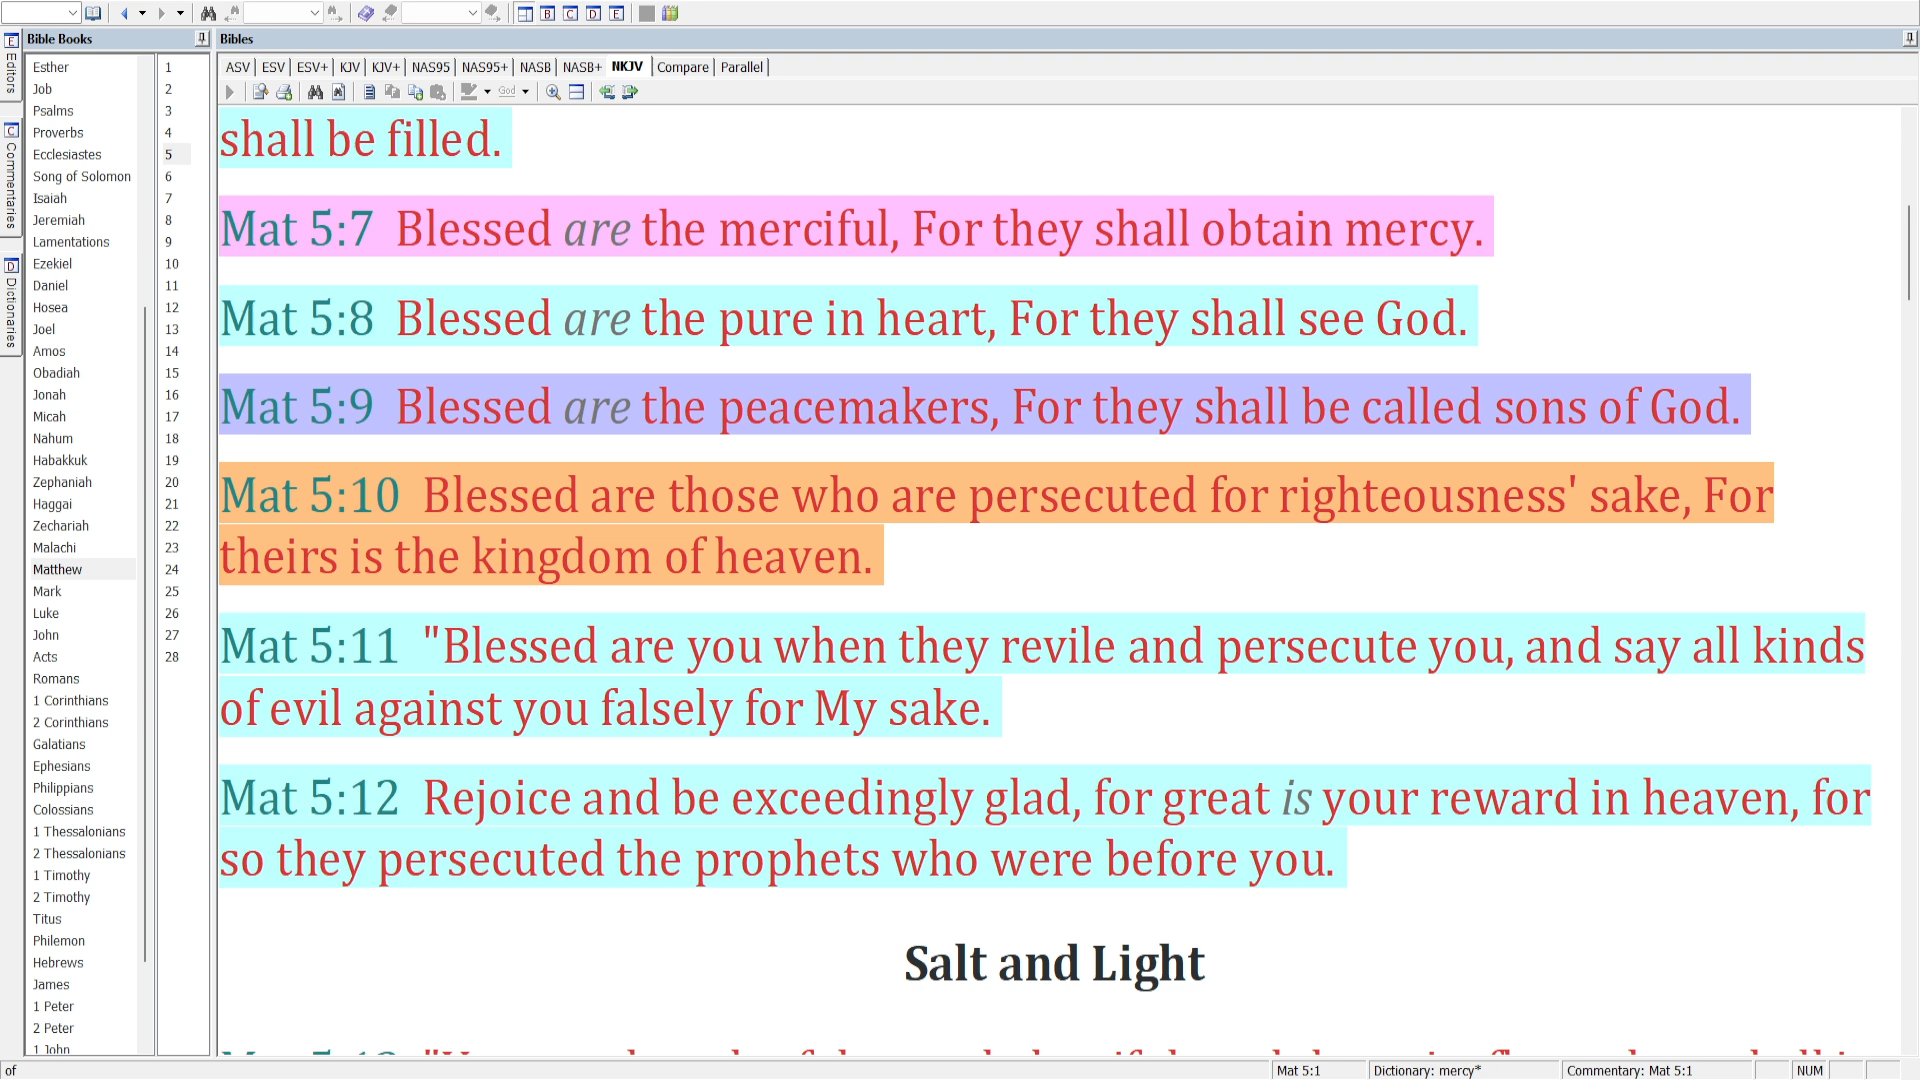 Bible Books
Bibles
Editors
Commentaries
Dictionaries
ASV ESV ESV+ KJV KJV+ NAS95 NAS95+ NASB NASB+ NKJV Compare Parallel
God
Esther
Job
Psalms
Proverbs
Ecclesiastes
Song of Solomon
Isaiah
Jeremiah
Lamentations
Ezekiel
Daniel
Hosea
Joel
Amos
Obadiah
Jonah
Micah
Nahum
Habakkuk
Zephaniah
Haggai
Zechariah
Malachi
Matthew
Mark
Luke
John
Acts
Romans
1 Corinthians
2 Corinthians
Galatians
Ephesians
Philippians
Colossians
1 Thessalonians
2 Thessalonians
1 Timothy
2 Timothy
Titus
Philemon
Hebrews
James
1 Peter
2 Peter
1 John
1
2
3
4
5
6
7
8
9
10
11
12
13
14
15
16
17
18
19
20
21
22
23
24
25
26
27
28
shall be filled.
Mat 5:7 Blessed are the merciful, For they shall obtain mercy.
Mat 5:8 Blessed are the pure in heart, For they shall see God.
Mat 5:9 Blessed are the peacemakers, For they shall be called sons of God.
Mat 5:10 Blessed are those who are persecuted for righteousness' sake, For
theirs is the kingdom of heaven.
Mat 5:11 "Blessed are you when they revile and persecute you, and say all kinds
of evil against you falsely for My sake.
Mat 5:12 Rejoice and be exceedingly glad, for great is your reward in heaven, for
so they persecuted the prophets who were before you.
Salt and Light
of
Mat 5:1
Dictionary: mercy*
Commentary: Mat 5:1
NUM